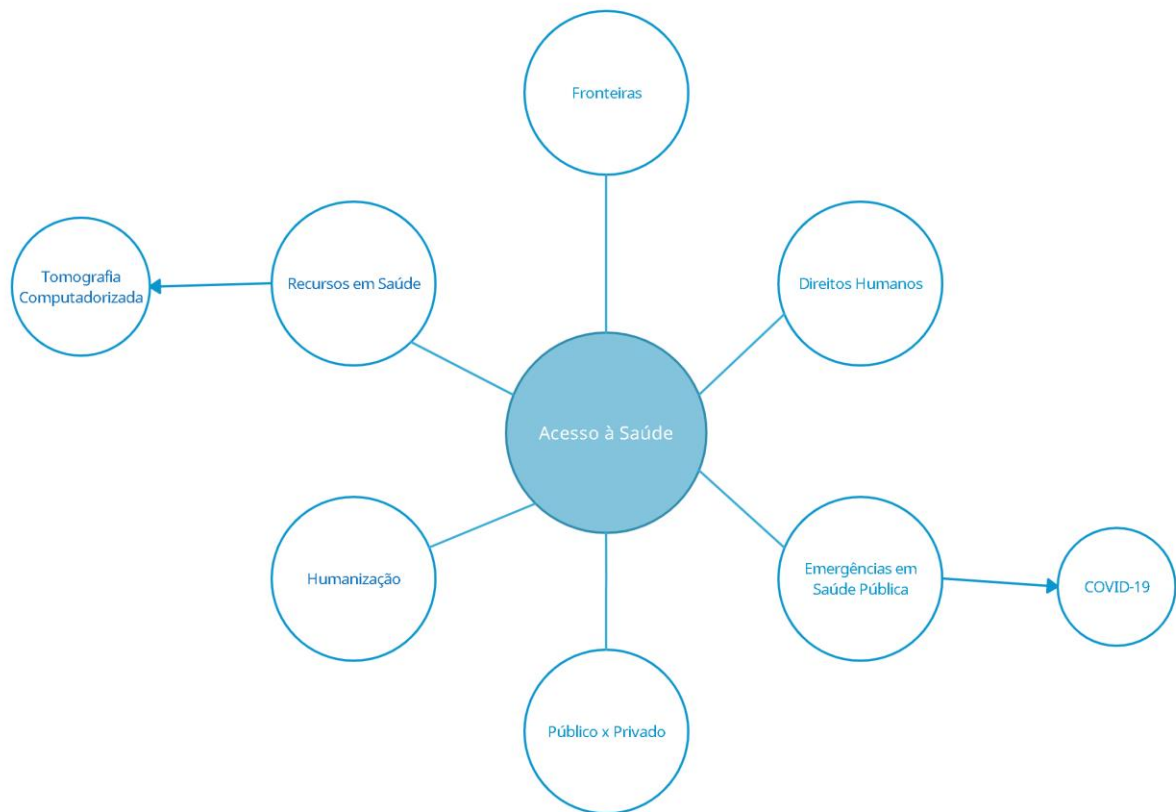 Fronteiras
Tomografia
Computadorizada
Recursos em Saúde
Direitos Humanos
Acesso à Saúde
Humanização
Emergências em
Saúde Pública
COVID-19
Público x Privado